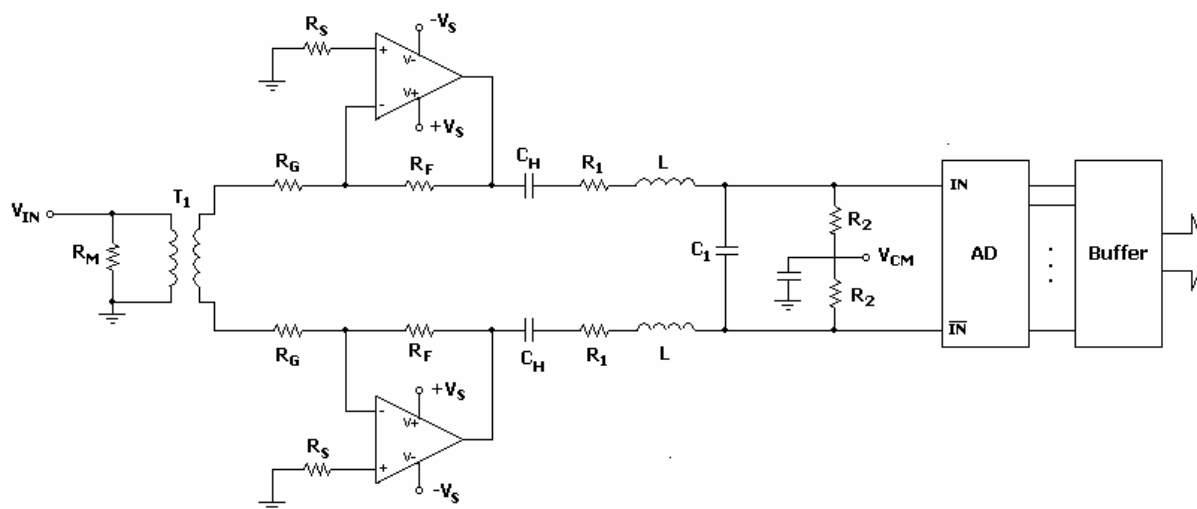 -VS
RS
+
V-
V+
-
+VS
RG
RF
CH
R1
L
T1
VIN
RM
C1
R2
VCM
R2
IN
AD
Buffer
IN
RG
RF
CH
R1
L
+VS
-
V+
V-
RS
+
-VS